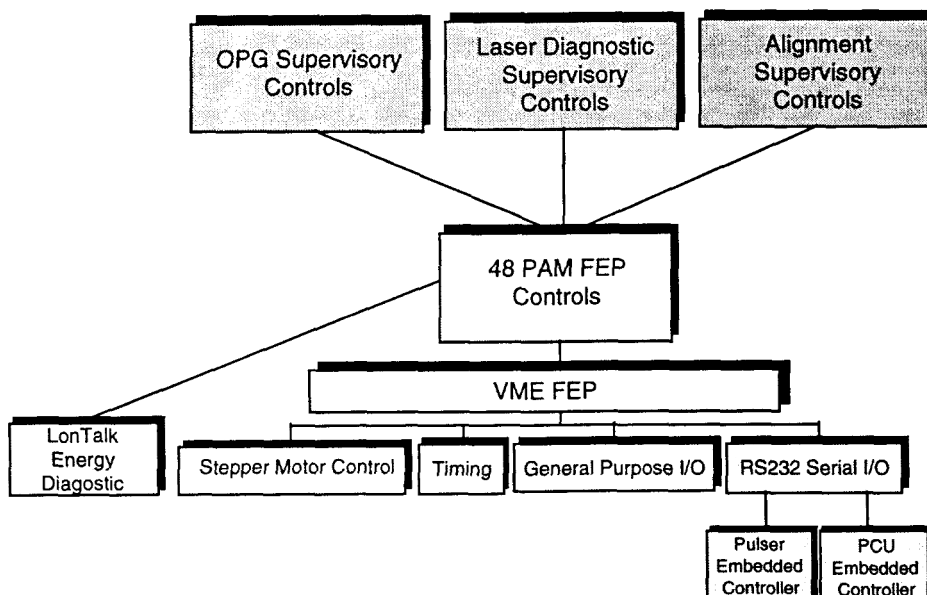 OPG Supervisory
Controls
Laser Diagnostic
Supervisory
Controls
Alignment
Supervisory
Controls
48 PAM FEP
Controls
VME FEP
LonTalk
Energy
Diagostic
Stepper Motor Control
Timing
General Purpose I/O
RS232 Serial I/O
Pulser
Embedded
Controller
PCU
Embedded
Controller